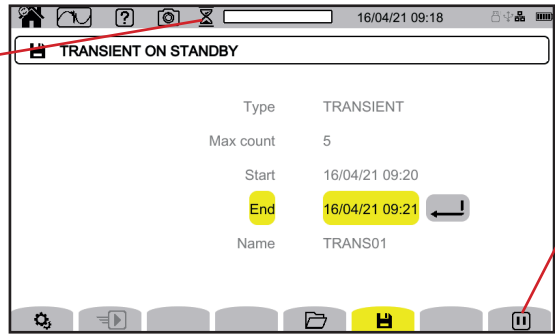 ? 16/04/21 09:18
TRANSIENT ON STANDBY
Type TRANSIENT
Max count 5
Start 16/04/21 09:20
End 16/04/21 09:21
Name TRANS01